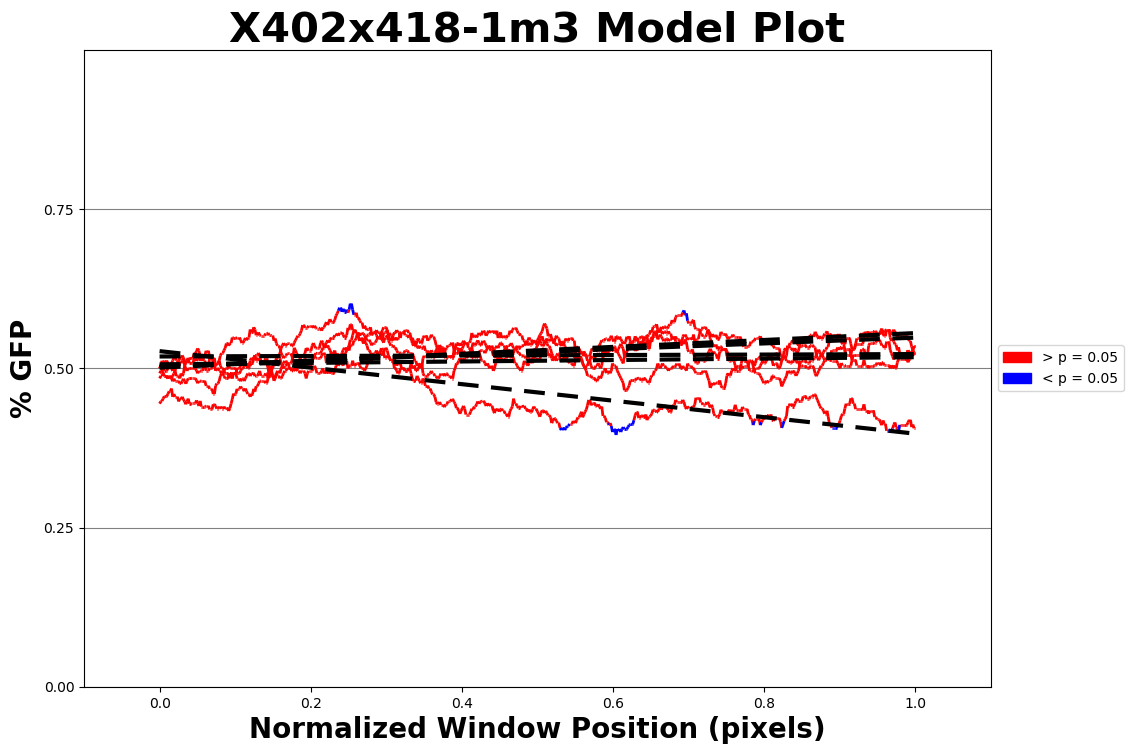 X402x418-1m3 Model Plot
% GFP
0.75
0.50
0.25
0.00
0.0 0.2 0.4 0.6 0.8 1.0
Normalized Window Position (pixels)
> p = 0.05
< p = 0.05